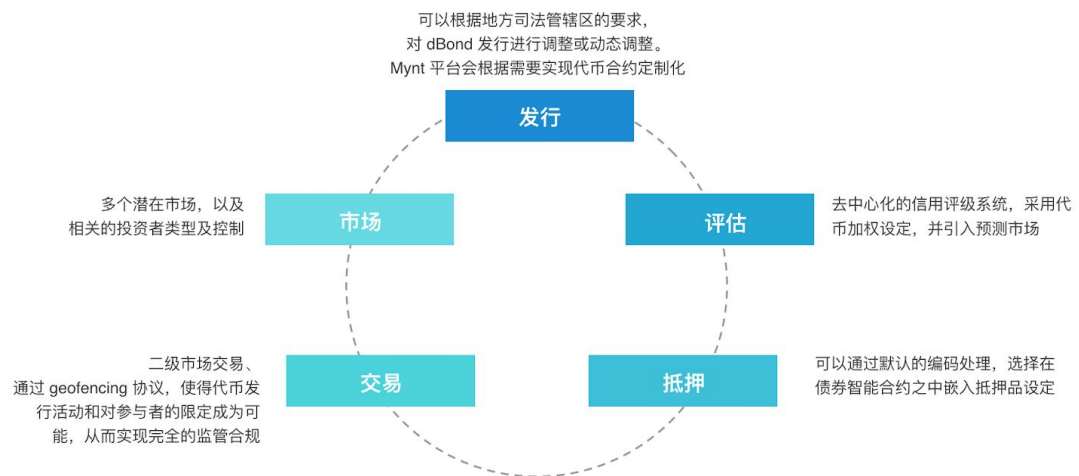 可以根据地方司法管辖区的要求，
对 dBond 发行进行调整或动态调整。
Mynt 平台会根据需要实现代币合约定制化
发行
多个潜在市场，以及
相关的投资者类型及控制
市场
评估
去中心化的信用评级系统，采用代
币加权设定，并引入预测市场
二级市场交易、
通过 geofencing 协议，使得代币发
行活动和对参与者的限定成为可
能，从而实现完全的监管合规
交易
抵押
可以通过默认的编码处理，选择在
债券智能合约之中嵌入抵押品设定